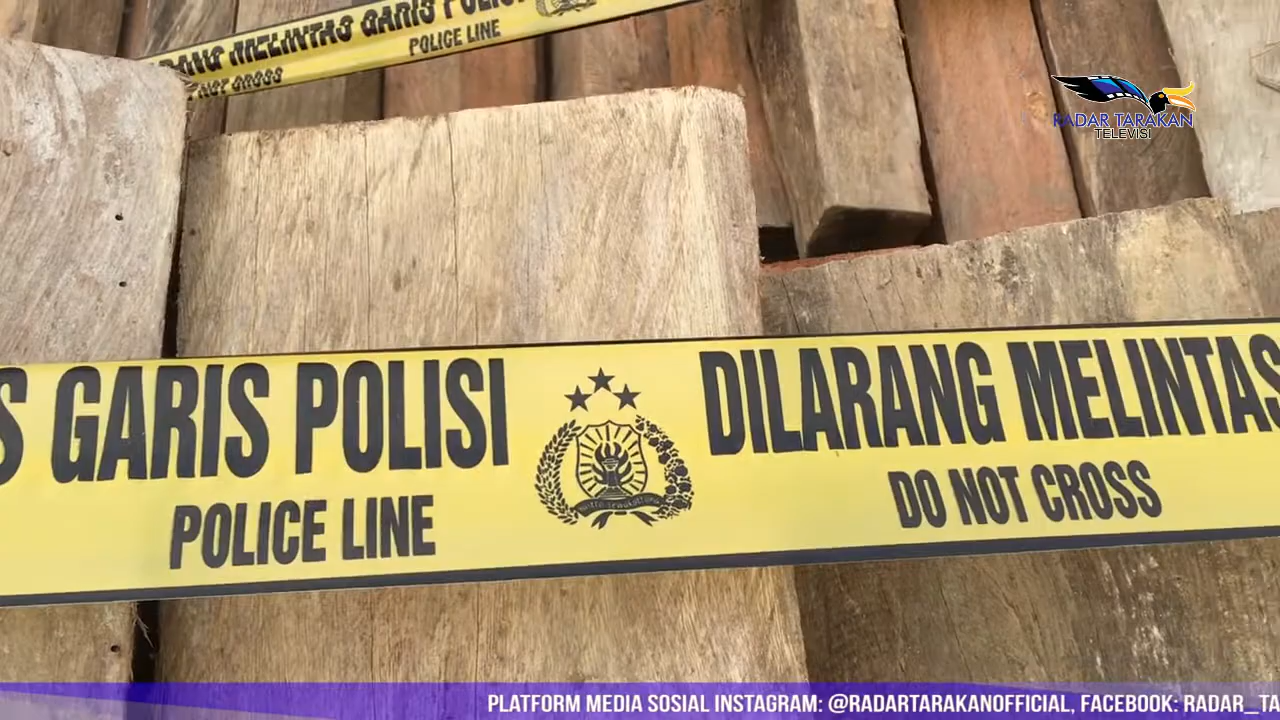 MELINTAS GARIS POLISI
POLICE LINE
NOT CROSS
RADAR TARAKAN
TELEVISI
S GARIS POLISI
DILARANG MELINTAS
POLICE LINE
DO NOT CROSS
PLATFORM MEDIA SOSIAL INSTAGRAM: @RADARTARAKANOFFICIAL, FACEBOOK: RADAR_TA